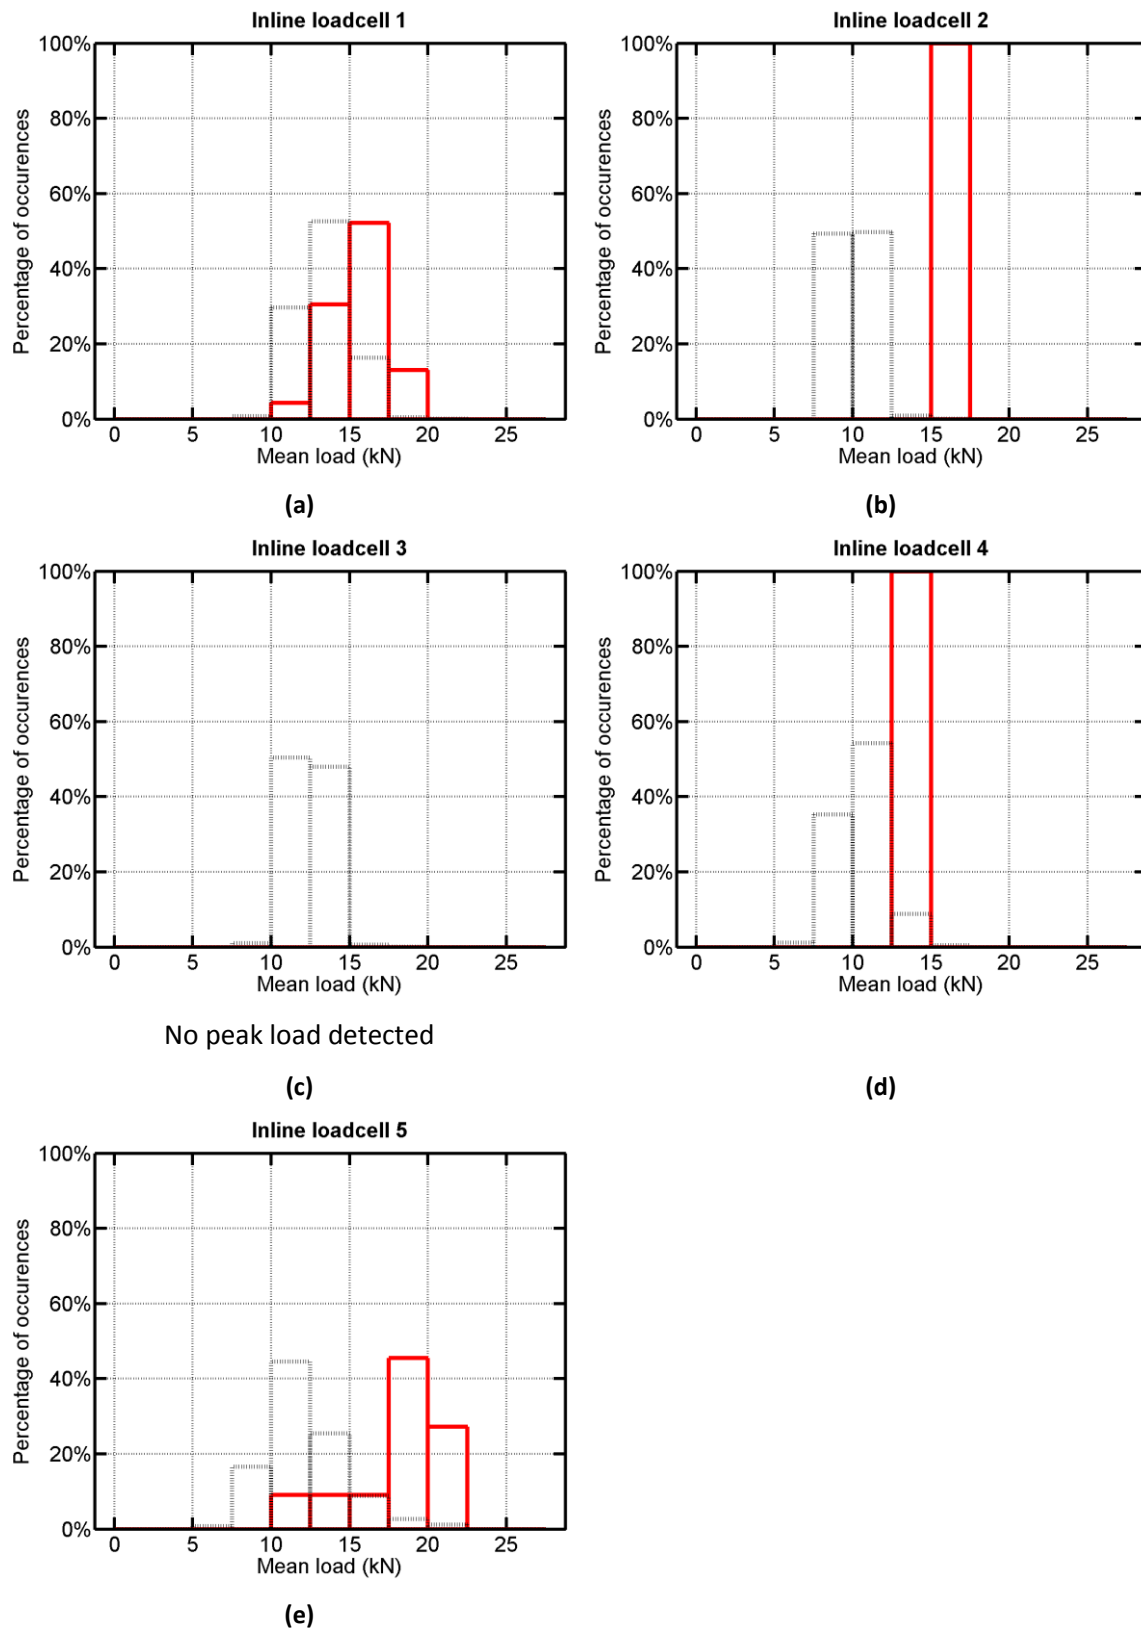 Inline loadcell 1
100%
80%
60%
40%
20%
0%
Percentage of occurences
0 5 10 15 20 25
Mean load (kN)
(a)
Inline loadcell 2
100%
80%
60%
40%
20%
0%
Percentage of occurences
0 5 10 15 20 25
Mean load (kN)
(b)
Inline loadcell 3
100%
80%
60%
40%
20%
0%
Percentage of occurences
0 5 10 15 20 25
Mean load (kN)
No peak load detected
(c)
Inline loadcell 4
100%
80%
60%
40%
20%
0%
Percentage of occurences
0 5 10 15 20 25
Mean load (kN)
(d)
Inline loadcell 5
100%
80%
60%
40%
20%
0%
Percentage of occurences
0 5 10 15 20 25
Mean load (kN)
(e)